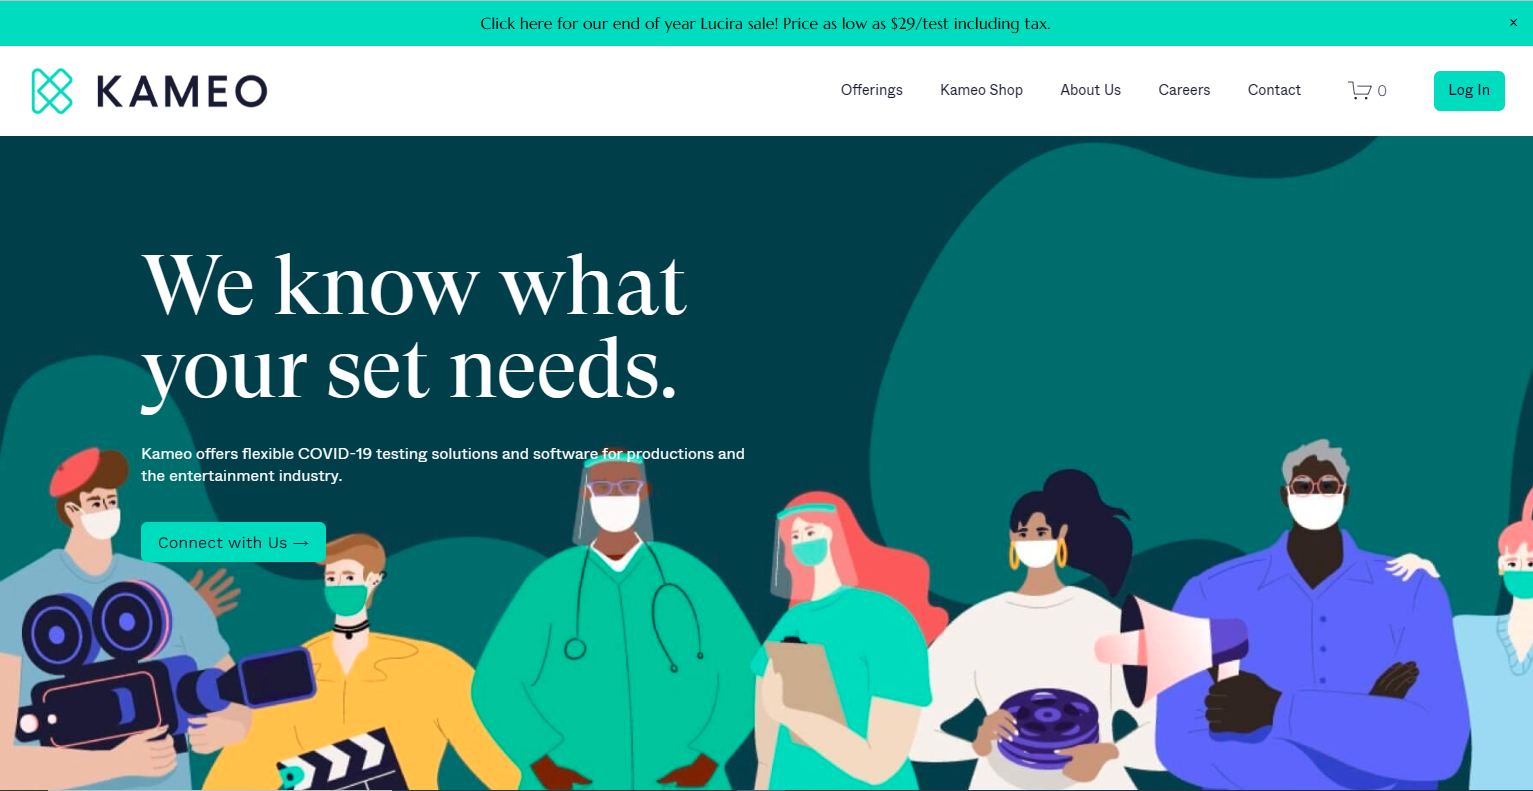 Click here for our end of year Lucira sale! Price as low as $29/test including tax.
×
KAMEO
Offerings
Kameo Shop
About Us
Careers
Contact
0
Log In
We know what
your set needs.
Kameo offers flexible COVID-19 testing solutions and software for productions and
the entertainment industry.
Connect with Us →